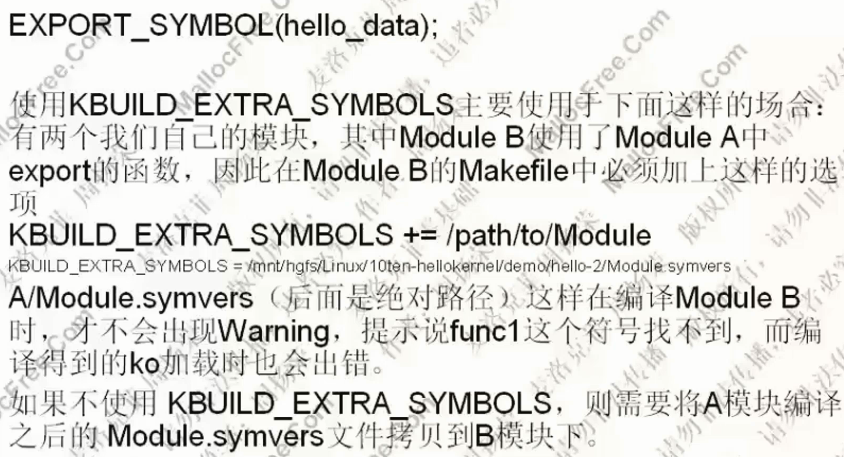 EXPORT_SYMBOL(hello_data);
使用KBUILD_EXTRA_SYMBOLS主要使用于下面这样的场合：
有两个我们自己的模块，其中Module B使用了Module A中
export的函数，因此在Module B的Makefile中必须加上这样的选
项
KBUILD_EXTRA_SYMBOLS += /path/to/Module
KBUILD_EXTRA_SYMBOLS = /mnt/hgfs/Linux/10ten-hellokernel/demo/hello-2/Module.symvers
A/Module.symvers（后面是绝对路径）这样在编译Module B
时，才不会出现Warning，提示说func1这个符号找不到，而编
译得到的ko加载时也会出错。
如果不使用 KBUILD_EXTRA_SYMBOLS，则需要将A模块编译
之后的 Module.symvers文件拷贝到B模块下。